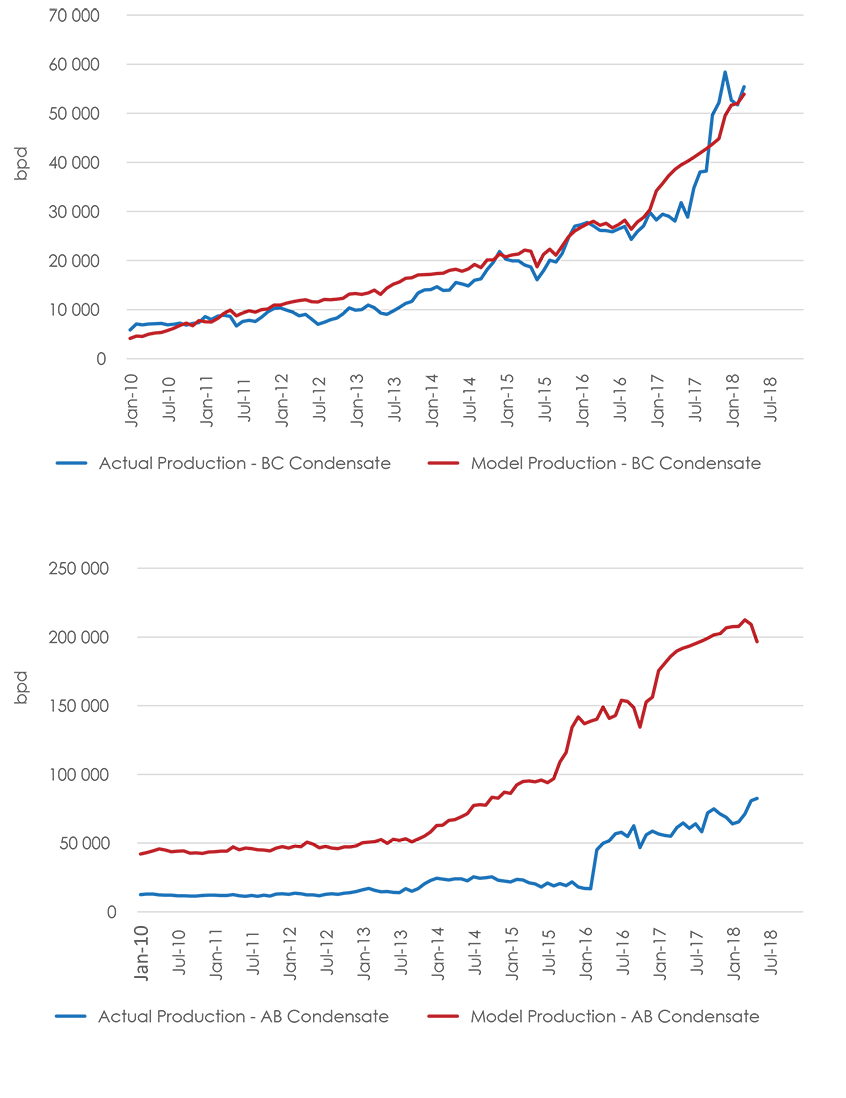 70 000
60 000
50 000
40 000
30 000
20 000
10 000
0
bpd
Jan-10
Jul-10
Jan-11
Jul-11
Jan-12
Jul-12
Jan-13
Jul-13
Jan-14
Jul-14
Jan-15
Jul-15
Jan-16
Jul-16
Jan-17
Jul-17
Jan-18
Jul-18
Actual Production - BC Condensate
Model Production - BC Condensate
250 000
200 000
150 000
100 000
50 000
0
bpd
Jan-10
Jul-10
Jan-11
Jul-11
Jan-12
Jul-12
Jan-13
Jul-13
Jan-14
Jul-14
Jan-15
Jul-15
Jan-16
Jul-16
Jan-17
Jul-17
Jan-18
Jul-18
Actual Production - AB Condensate
Model Production - AB Condensate